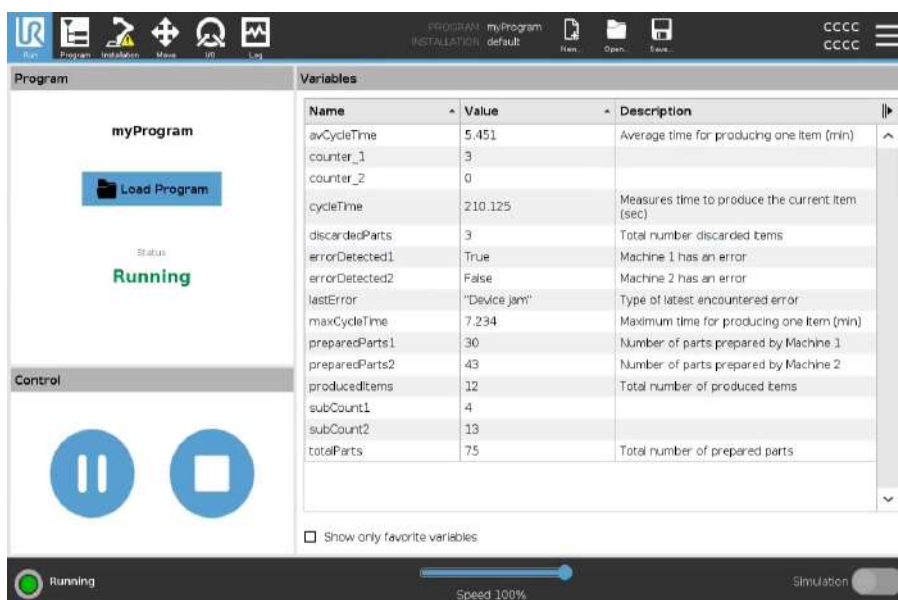 UR
PROGRAM myProgram
INSTALLATION default
CCCC
CCCC
Run Program Installation Move I/O Log New... Open... Save...
Program
Variables
myProgram
Load Program
Status
Running
Control
Name Value Description
avCycleTime 5.451 Average time for producing one item (min)
counter_1 3
counter_2 0
cycleTime 210.125 Measures time to produce the current item
(sec)
discardedParts 3 Total number discarded items
errorDetected1 True Machine 1 has an error
errorDetected2 False Machine 2 has an error
lastError "Device jam" Type of latest encountered error
maxCycleTime 7.234 Maximum time for producing one item (min)
preparedParts1 30 Number of parts prepared by Machine 1
preparedParts2 43 Number of parts prepared by Machine 2
producedItems 12 Total number of produced items
subCount1 4
subCount2 13
totalParts 75 Total number of prepared parts
Show only favorite variables
Running
Speed 100%
Simulation